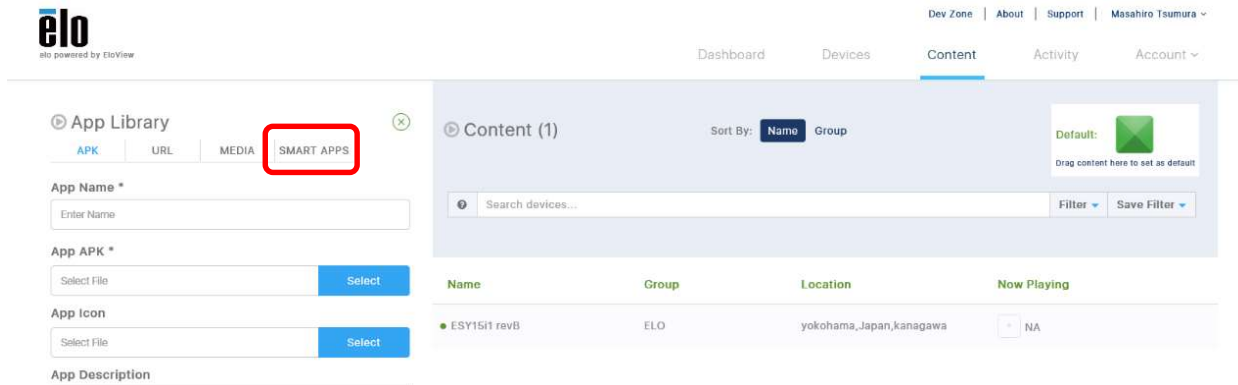 Dev Zone | About | Support | Masahiro Tsumura
elo
elo powered by EloView
Dashboard Devices Content Activity Account
App Library
APK URL MEDIA SMART APPS
App Name *
Enter Name
App APK *
Select File Select
App Icon
Select File Select
App Description
Content (1)
Sort By: Name Group
Default:
Drag content here to set as default
Search devices...
Filter Save Filter
Name Group Location Now Playing
ESY15i1 revB ELO yokohama,Japan,kanagawa NA